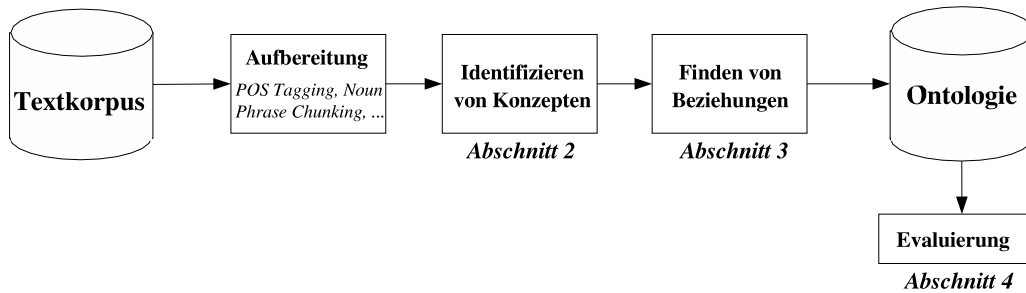 Textkorpus
Aufbereitung
POS Tagging, Noun
Phrase Chunking, ...
Identifizieren
von Konzepten
Abschnitt 2
Finden von
Beziehungen
Abschnitt 3
Ontologie
Evaluierung
Abschnitt 4